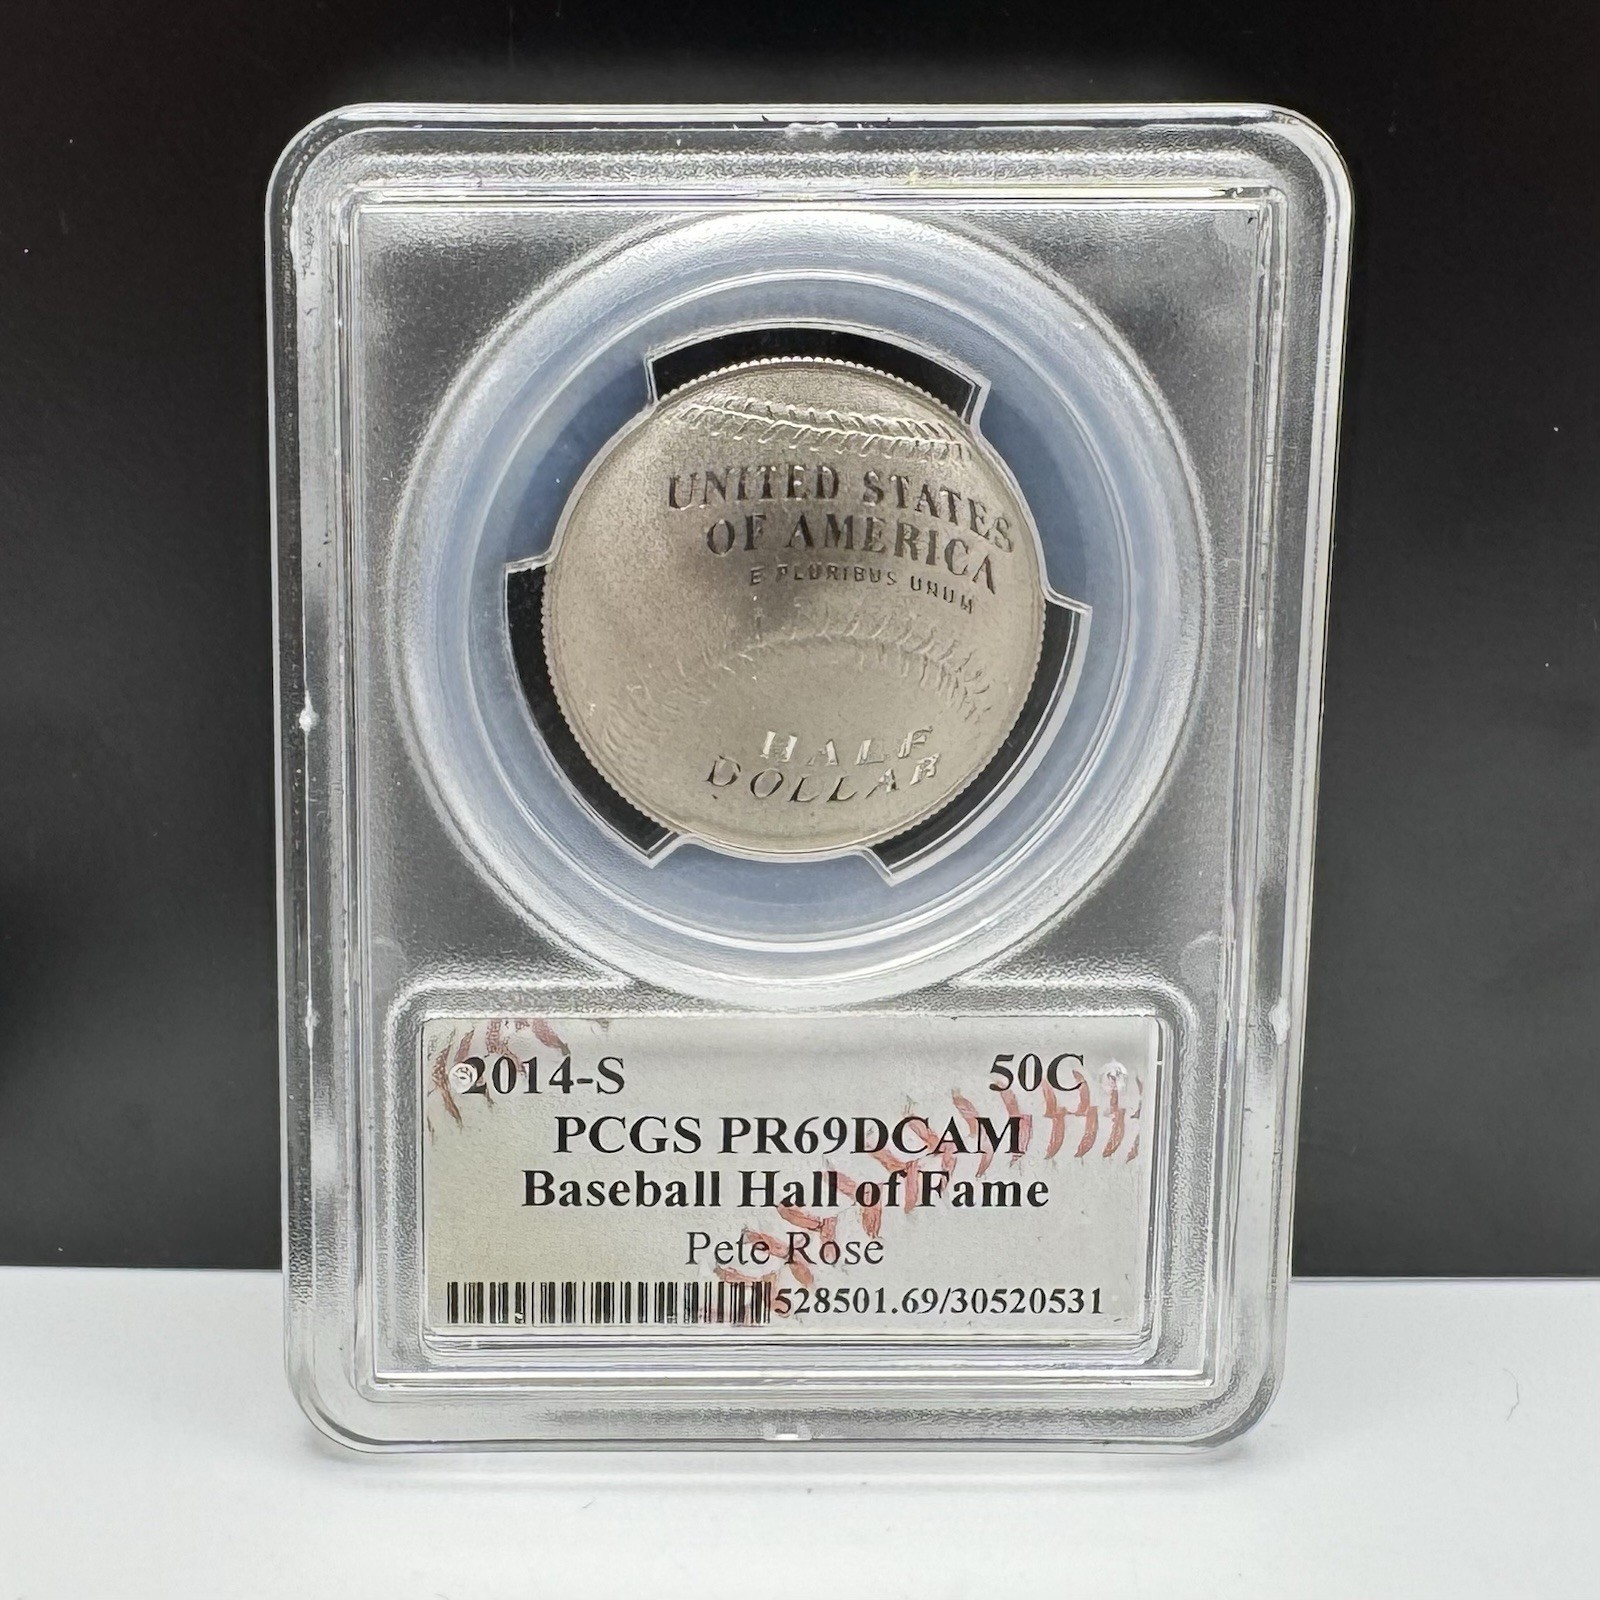 UNITED STATES
OF AMERICA
E PLURIBUS UNUM
HALF
DOLLAR
2014-S 50C
PCGS PR69DCAM
Baseball Hall of Fame
Pete Rose
528501.69/30520531